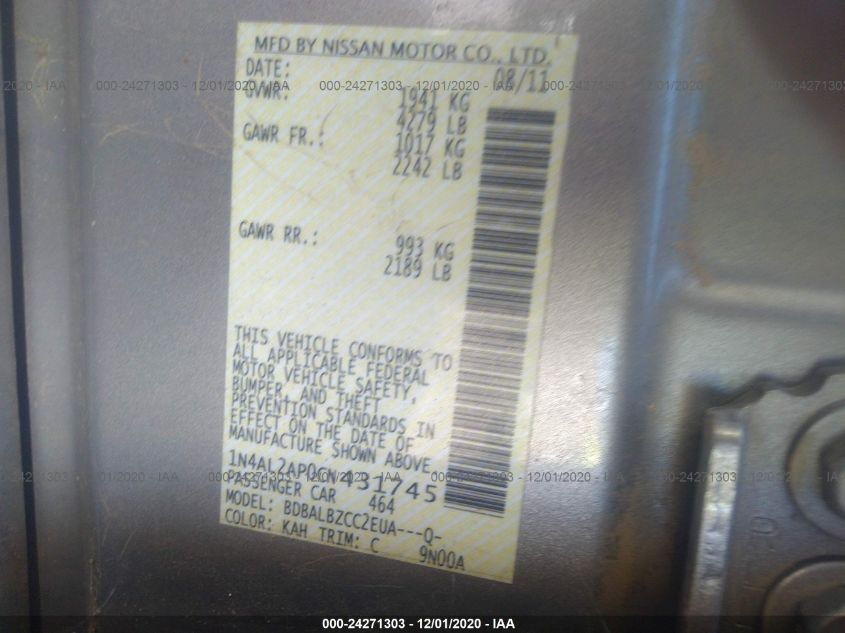 MFD BY NISSAN MOTOR CO., LTD.
DATE: 08/11
GVWR: 1941 KG
4279 LB
GAWR FR.: 1017 KG
2242 LB
GAWR RR.: 993 KG
2189 LB
THIS VEHICLE CONFORMS TO
ALL APPLICABLE FEDERAL
MOTOR VEHICLE SAFETY,
BUMPER, AND THEFT
PREVENTION STANDARDS IN
EFFECT ON THE DATE OF
MANUFACTURE SHOWN ABOVE
1N4AL2AP0CN431745
PASSENGER CAR 464
MODEL: BDBALBZCC2EUA---Q-
COLOR: KAH TRIM: C 9N00A
000-24271303 - 12/01/2020 - IAA